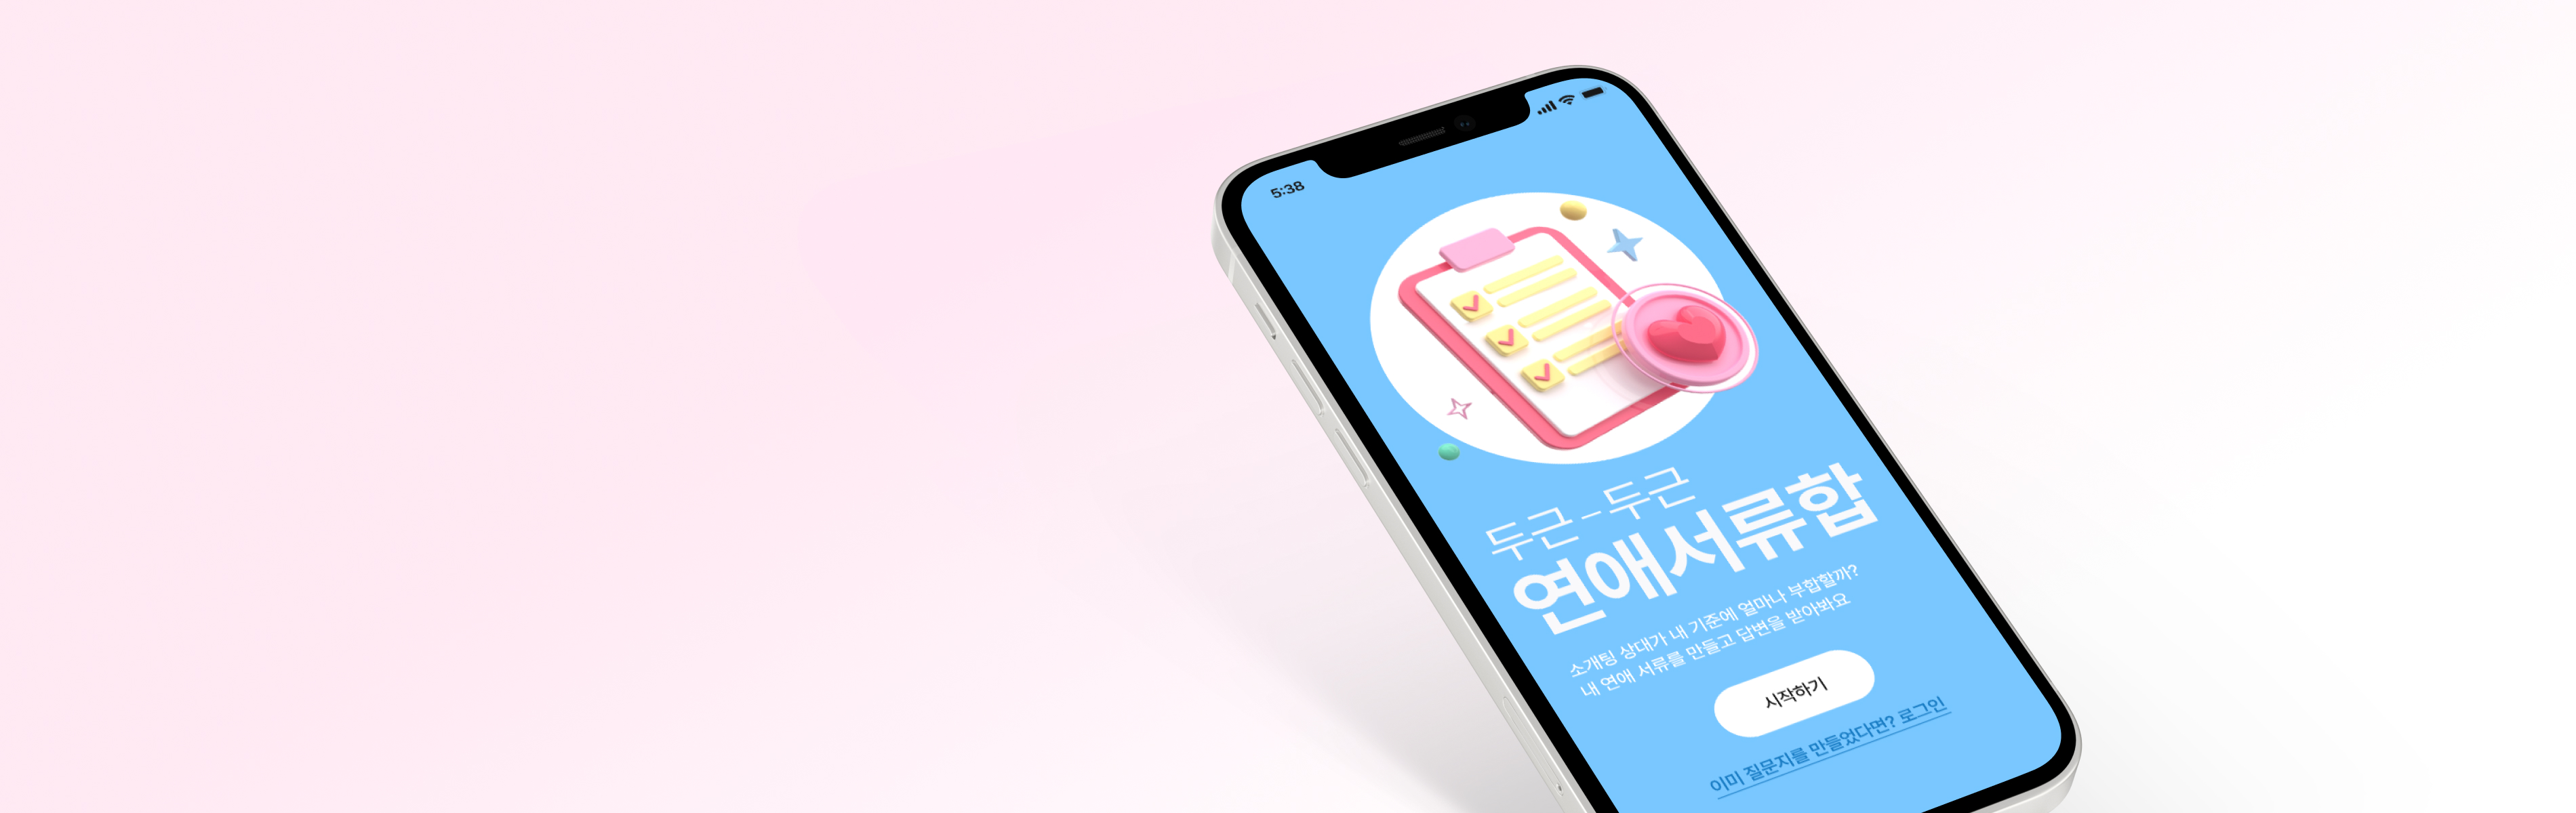 5:38
두근-두근
연애서류합
소개팅 상대가 내 기준에 얼마나 부합할까?
내 연애 서류를 만들고 답변을 받아봐요
시작하기
이미 질문지를 만들었다면? 로그인